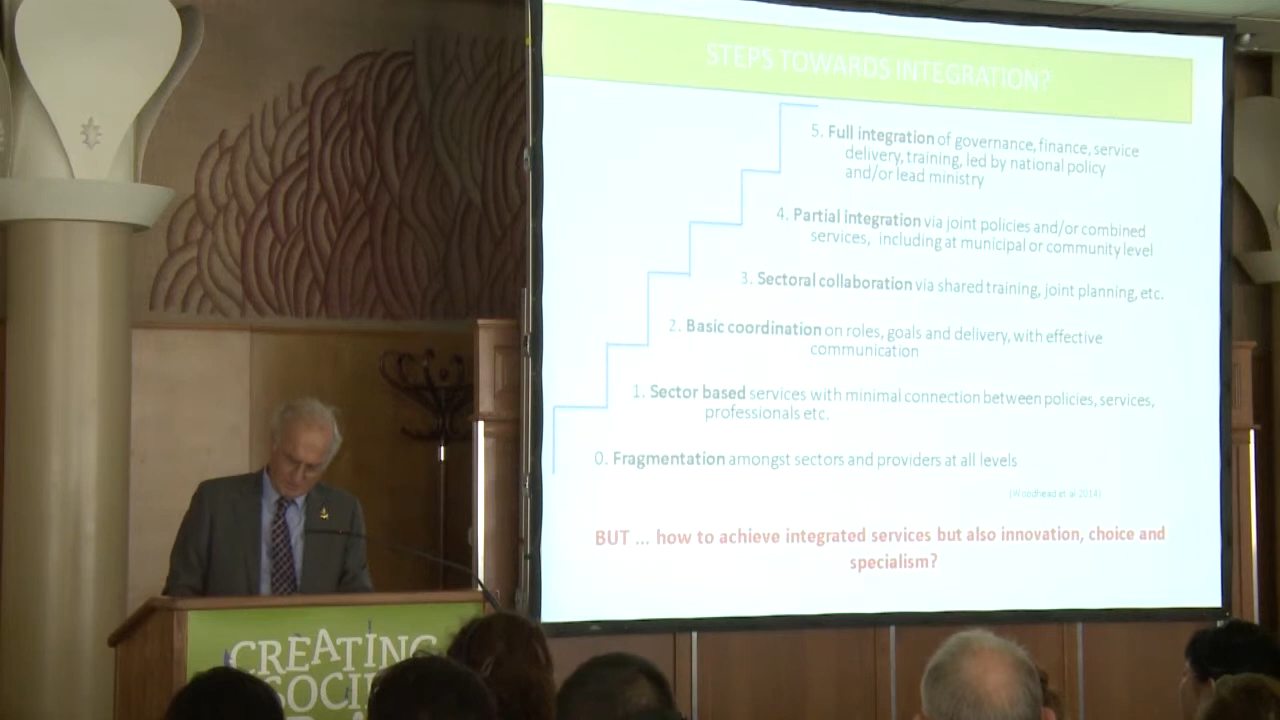 STEPS TOWARDS INTEGRATION?
5. Full integration of governance, finance, service
delivery, training, led by national policy
and/or lead ministry
4. Partial integration via joint policies and/or combined
services, including at municipal or community level
3. Sectoral collaboration via shared training, joint planning, etc.
2. Basic coordination on roles, goals and delivery, with effective
communication
1. Sector based services with minimal connection between policies, services,
professionals etc.
0. Fragmentation amongst sectors and providers at all levels
(Woodhead et al 2014)
BUT ... how to achieve integrated services but also innovation, choice and
specialism?
CREATING